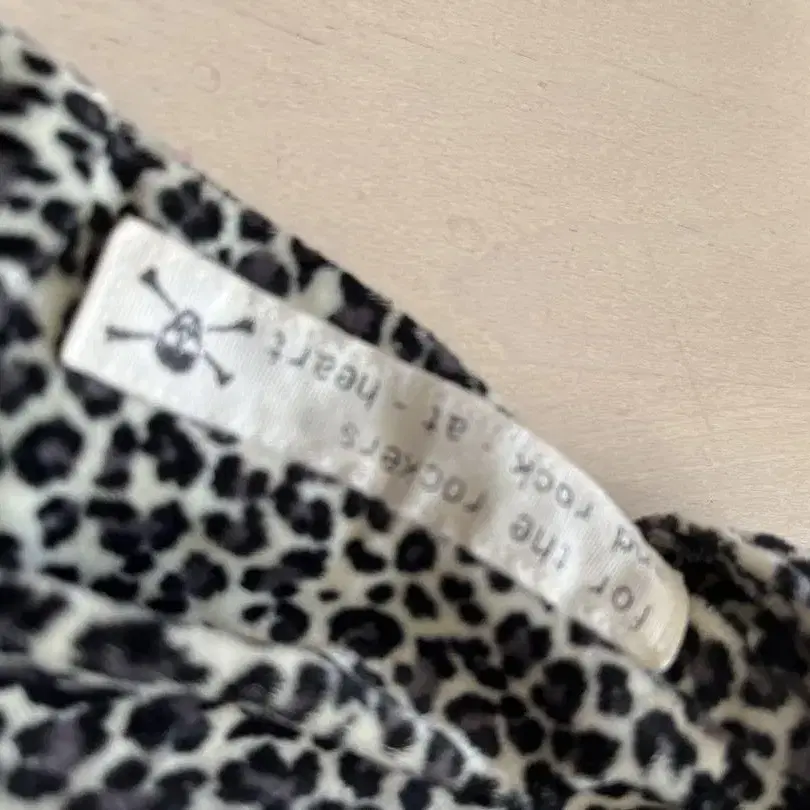 for the rockers
rock - at - heart